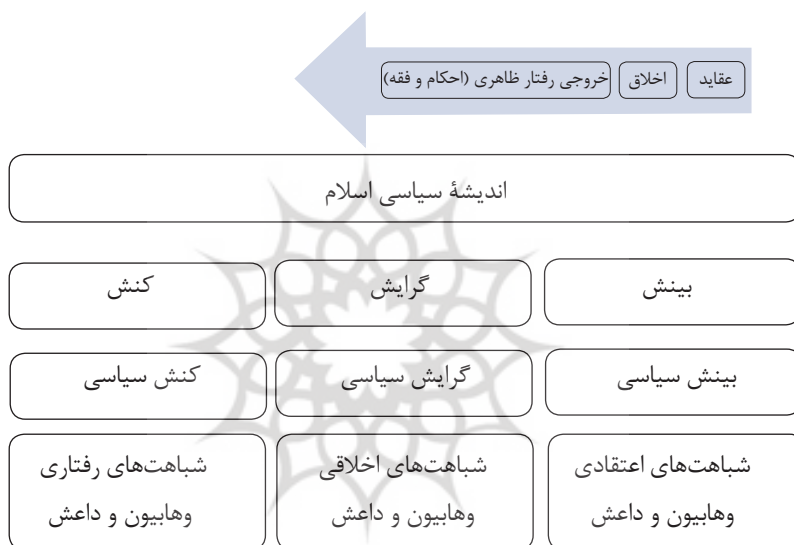 عقاید اخلاق خروجی رفتار ظاهری (احکام و فقه)
اندیشهٔ سیاسی اسلام
بینش گرایش کنش
بینش سیاسی گرایش سیاسی کنش سیاسی
شباهت‌های اعتقادی
وهابیون و داعش
شباهت‌های اخلاقی
وهابیون و داعش
شباهت‌های رفتاری
وهابیون و داعش